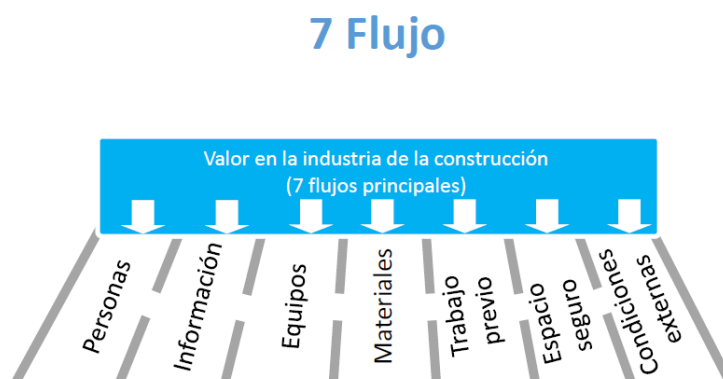 7 Flujo
Valor en la industria de la construcción
(7 flujos principales)
Personas
Información
Equipos
Materiales
Trabajo
previo
Espacio
seguro
Condiciones
externas